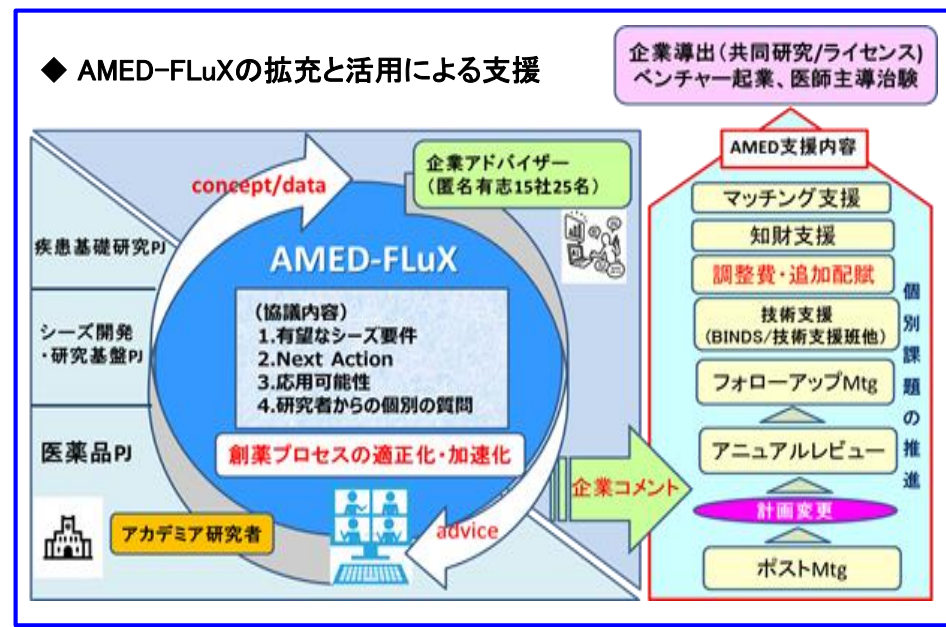 ◆ AMED-FLuXの拡充と活用による支援
企業導出(共同研究/ライセンス)
ベンチャー起業、医師主導治験
concept/data
企業アドバイザー
(匿名有志15社25名)
疾患基礎研究PJ
シーズ開発
・研究基盤PJ
医薬品PJ
AMED-FLuX
(協議内容)
1.有望なシーズ要件
2.Next Action
3.応用可能性
4.研究者からの個別の質問
創薬プロセスの適正化・加速化
アカデミア研究者
advice
企業コメント
AMED支援内容
マッチング支援
知財支援
調整費・追加配賦
技術支援
(BINDS/技術支援班他)
フォローアップMtg
アニュアルレビュー
計画変更
ポストMtg
個別課題の推進